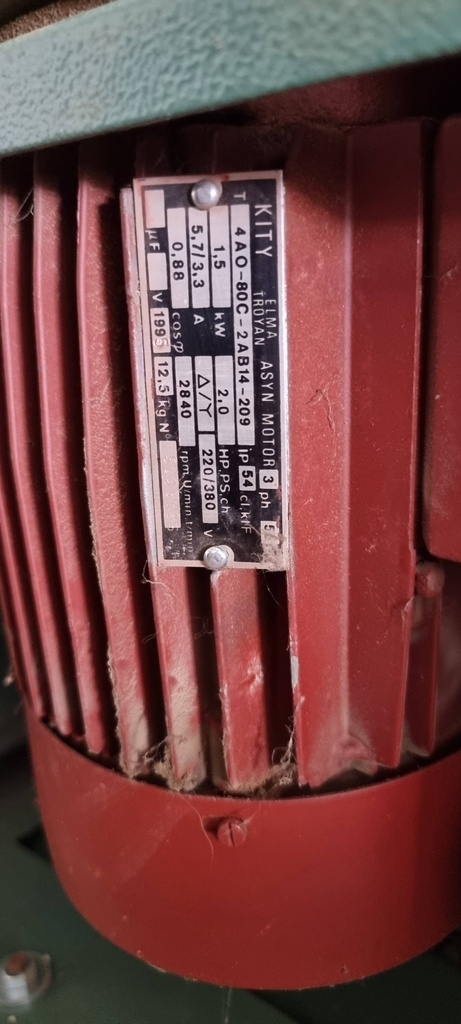 KITY ELMA TROYAN ASYN MOTOR 3 ph
T 4AO-80C-2AB14-209 iP 54 cl.kl F
1,5 kW 2,0 HP,PS,ch
5,7/3,3 A Δ/Y 220/380 V
0,88 cosφ 2840 rpm,U/min,tr/mn
μF V 1995 12,5 kg N°